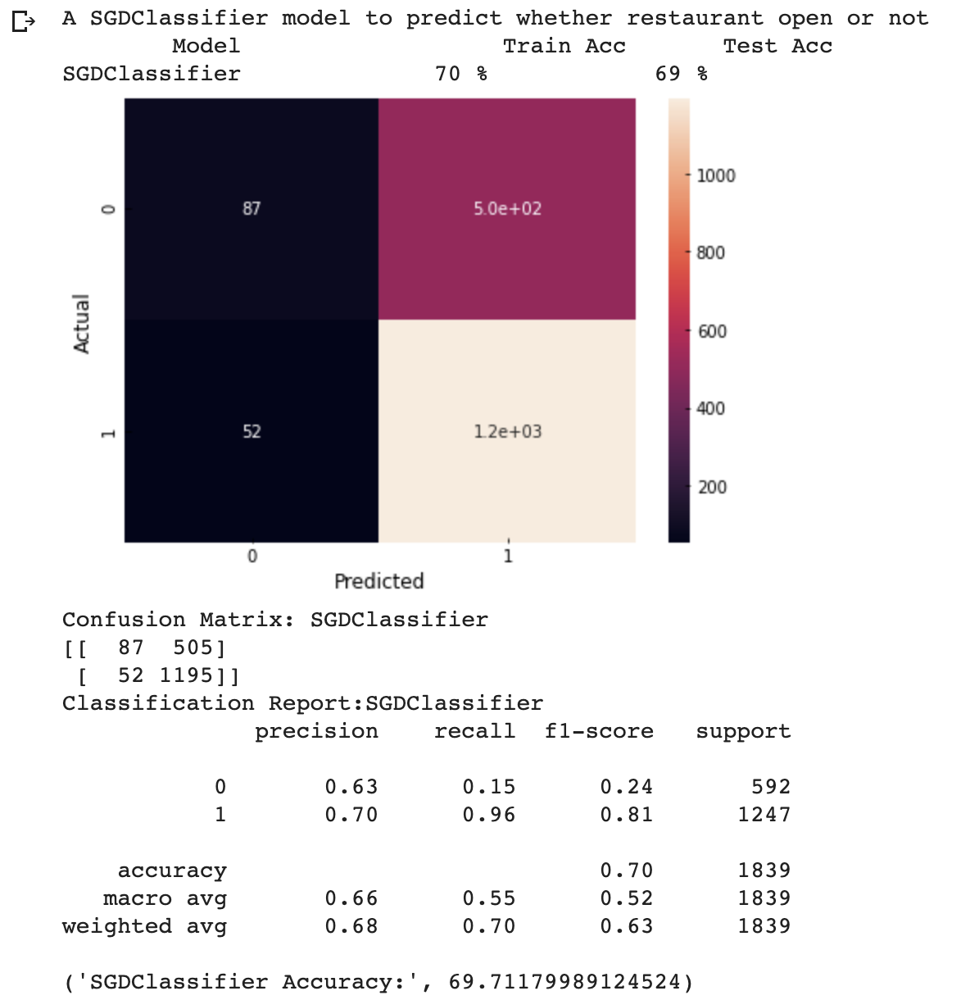 A SGDClassifier model to predict whether restaurant open or not
Model Train Acc Test Acc
SGDClassifier 70 % 69 %
1000
0 87 5.0e+02
800
Actual
600
400
1 52 1.2e+03
200
0 1
Predicted
Confusion Matrix: SGDClassifier
[[ 87 505]
[ 52 1195]]
Classification Report:SGDClassifier
precision recall f1-score support
0 0.63 0.15 0.24 592
1 0.70 0.96 0.81 1247
accuracy 0.70 1839
macro avg 0.66 0.55 0.52 1839
weighted avg 0.68 0.70 0.63 1839
('SGDClassifier Accuracy:', 69.71179989124524)